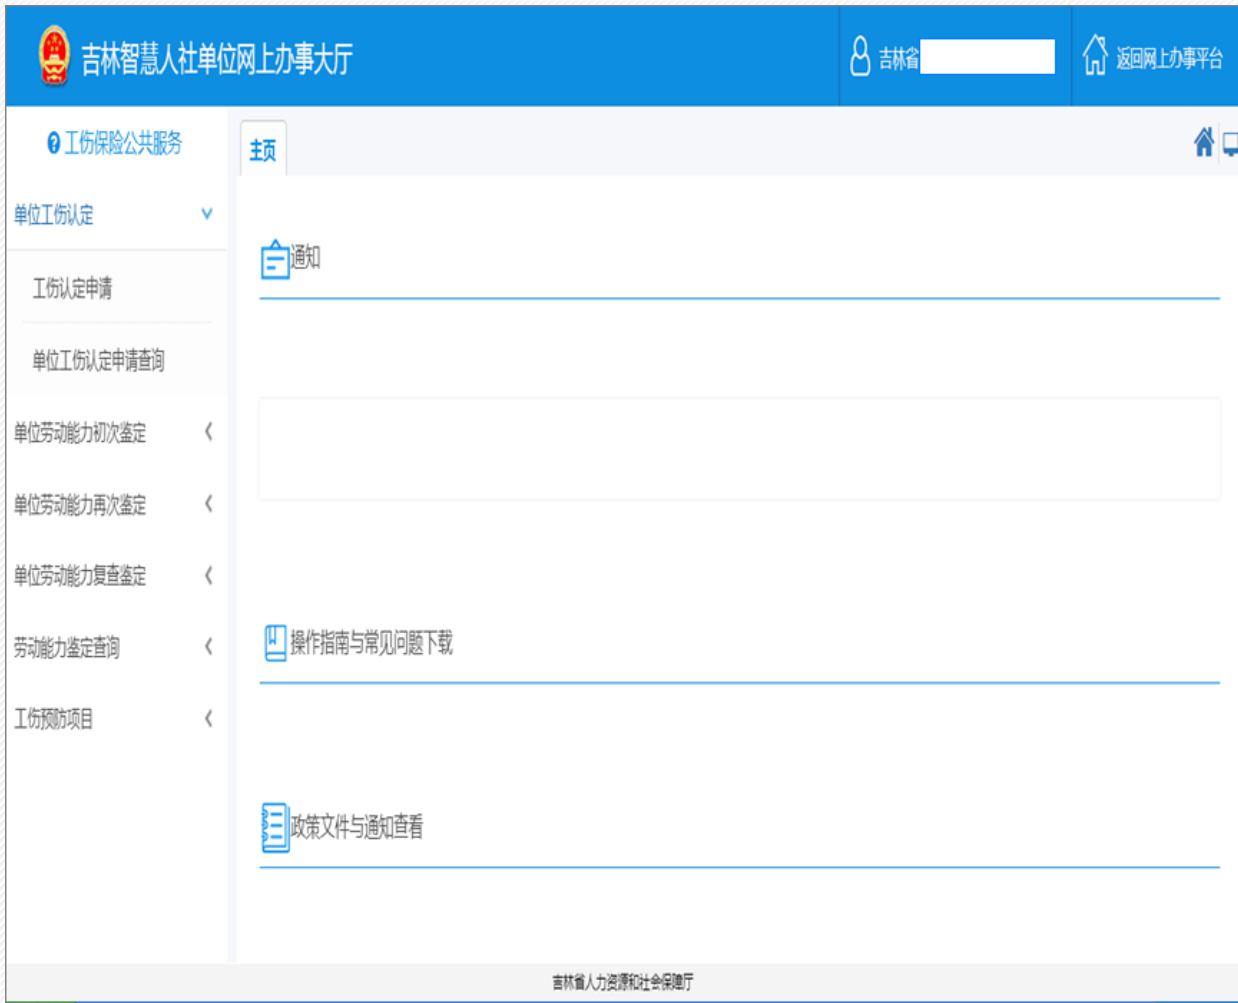 吉林智慧人社单位网上办事大厅
吉林省
返回网上办事平台
工伤保险公共服务
主页
单位工伤认定
工伤认定申请
单位工伤认定申请查询
单位劳动能力初次鉴定
单位劳动能力再次鉴定
单位劳动能力复查鉴定
劳动能力鉴定查询
工伤预防项目
通知
操作指南与常见问题下载
政策文件与通知查看
吉林省人力资源和社会保障厅